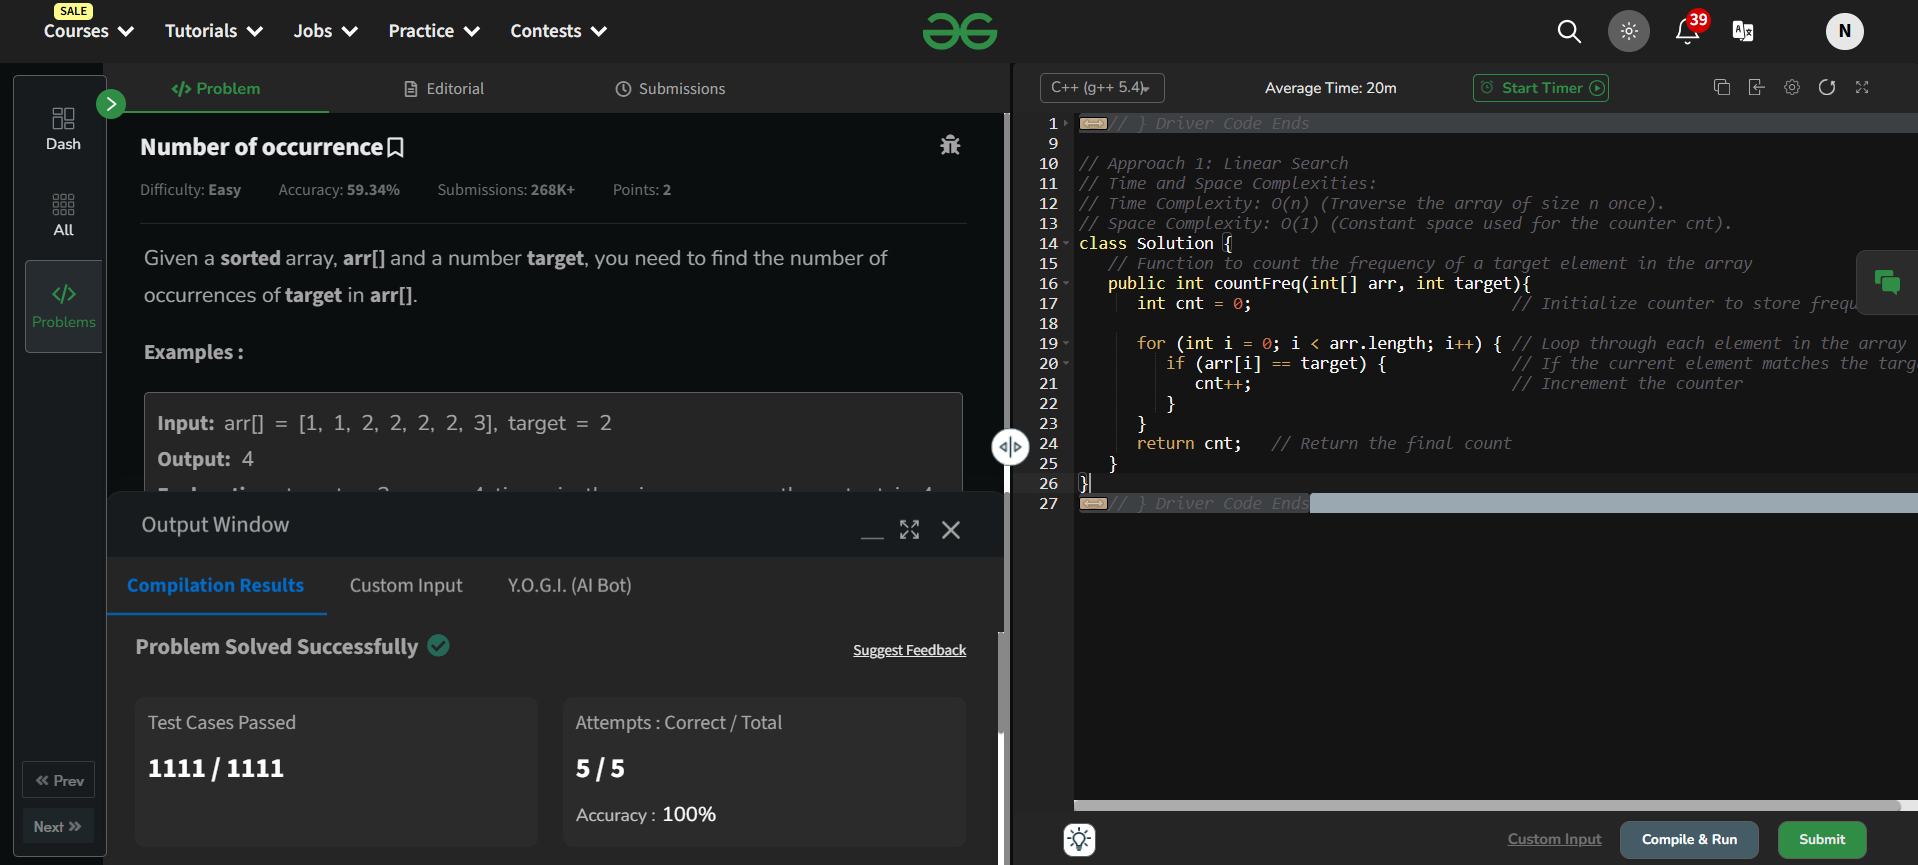 SALE
Courses Tutorials Jobs Practice Contests
39
N
Dash
All
Problems
Prev
Next
Problem Editorial Submissions
Number of occurrence
Difficulty: Easy Accuracy: 59.34% Submissions: 268K+ Points: 2
Given a sorted array, arr[] and a number target, you need to find the number of
occurrences of target in arr[].
Examples :
Input: arr[] = [1, 1, 2, 2, 2, 2, 3], target = 2
Output: 4
Output Window
Compilation Results Custom Input Y.O.G.I. (AI Bot)
Problem Solved Successfully
Suggest Feedback
Test Cases Passed
1111 / 1111
Attempts : Correct / Total
5 / 5
Accuracy : 100%
C++ (g++ 5.4) Average Time: 20m Start Timer
1 // } Driver Code Ends
9
10 // Approach 1: Linear Search
11 // Time and Space Complexities:
12 // Time Complexity: O(n) (Traverse the array of size n once).
13 // Space Complexity: O(1) (Constant space used for the counter cnt).
14 class Solution {
15 // Function to count the frequency of a target element in the array
16 public int countFreq(int[] arr, int target){
17 int cnt = 0; // Initialize counter to store frequ
18
19 for (int i = 0; i < arr.length; i++) { // Loop through each element in the array
20 if (arr[i] == target) { // If the current element matches the targ
21 cnt++; // Increment the counter
22 }
23 }
24 return cnt; // Return the final count
25 }
26 }
27 // } Driver Code Ends
Custom Input Compile & Run Submit